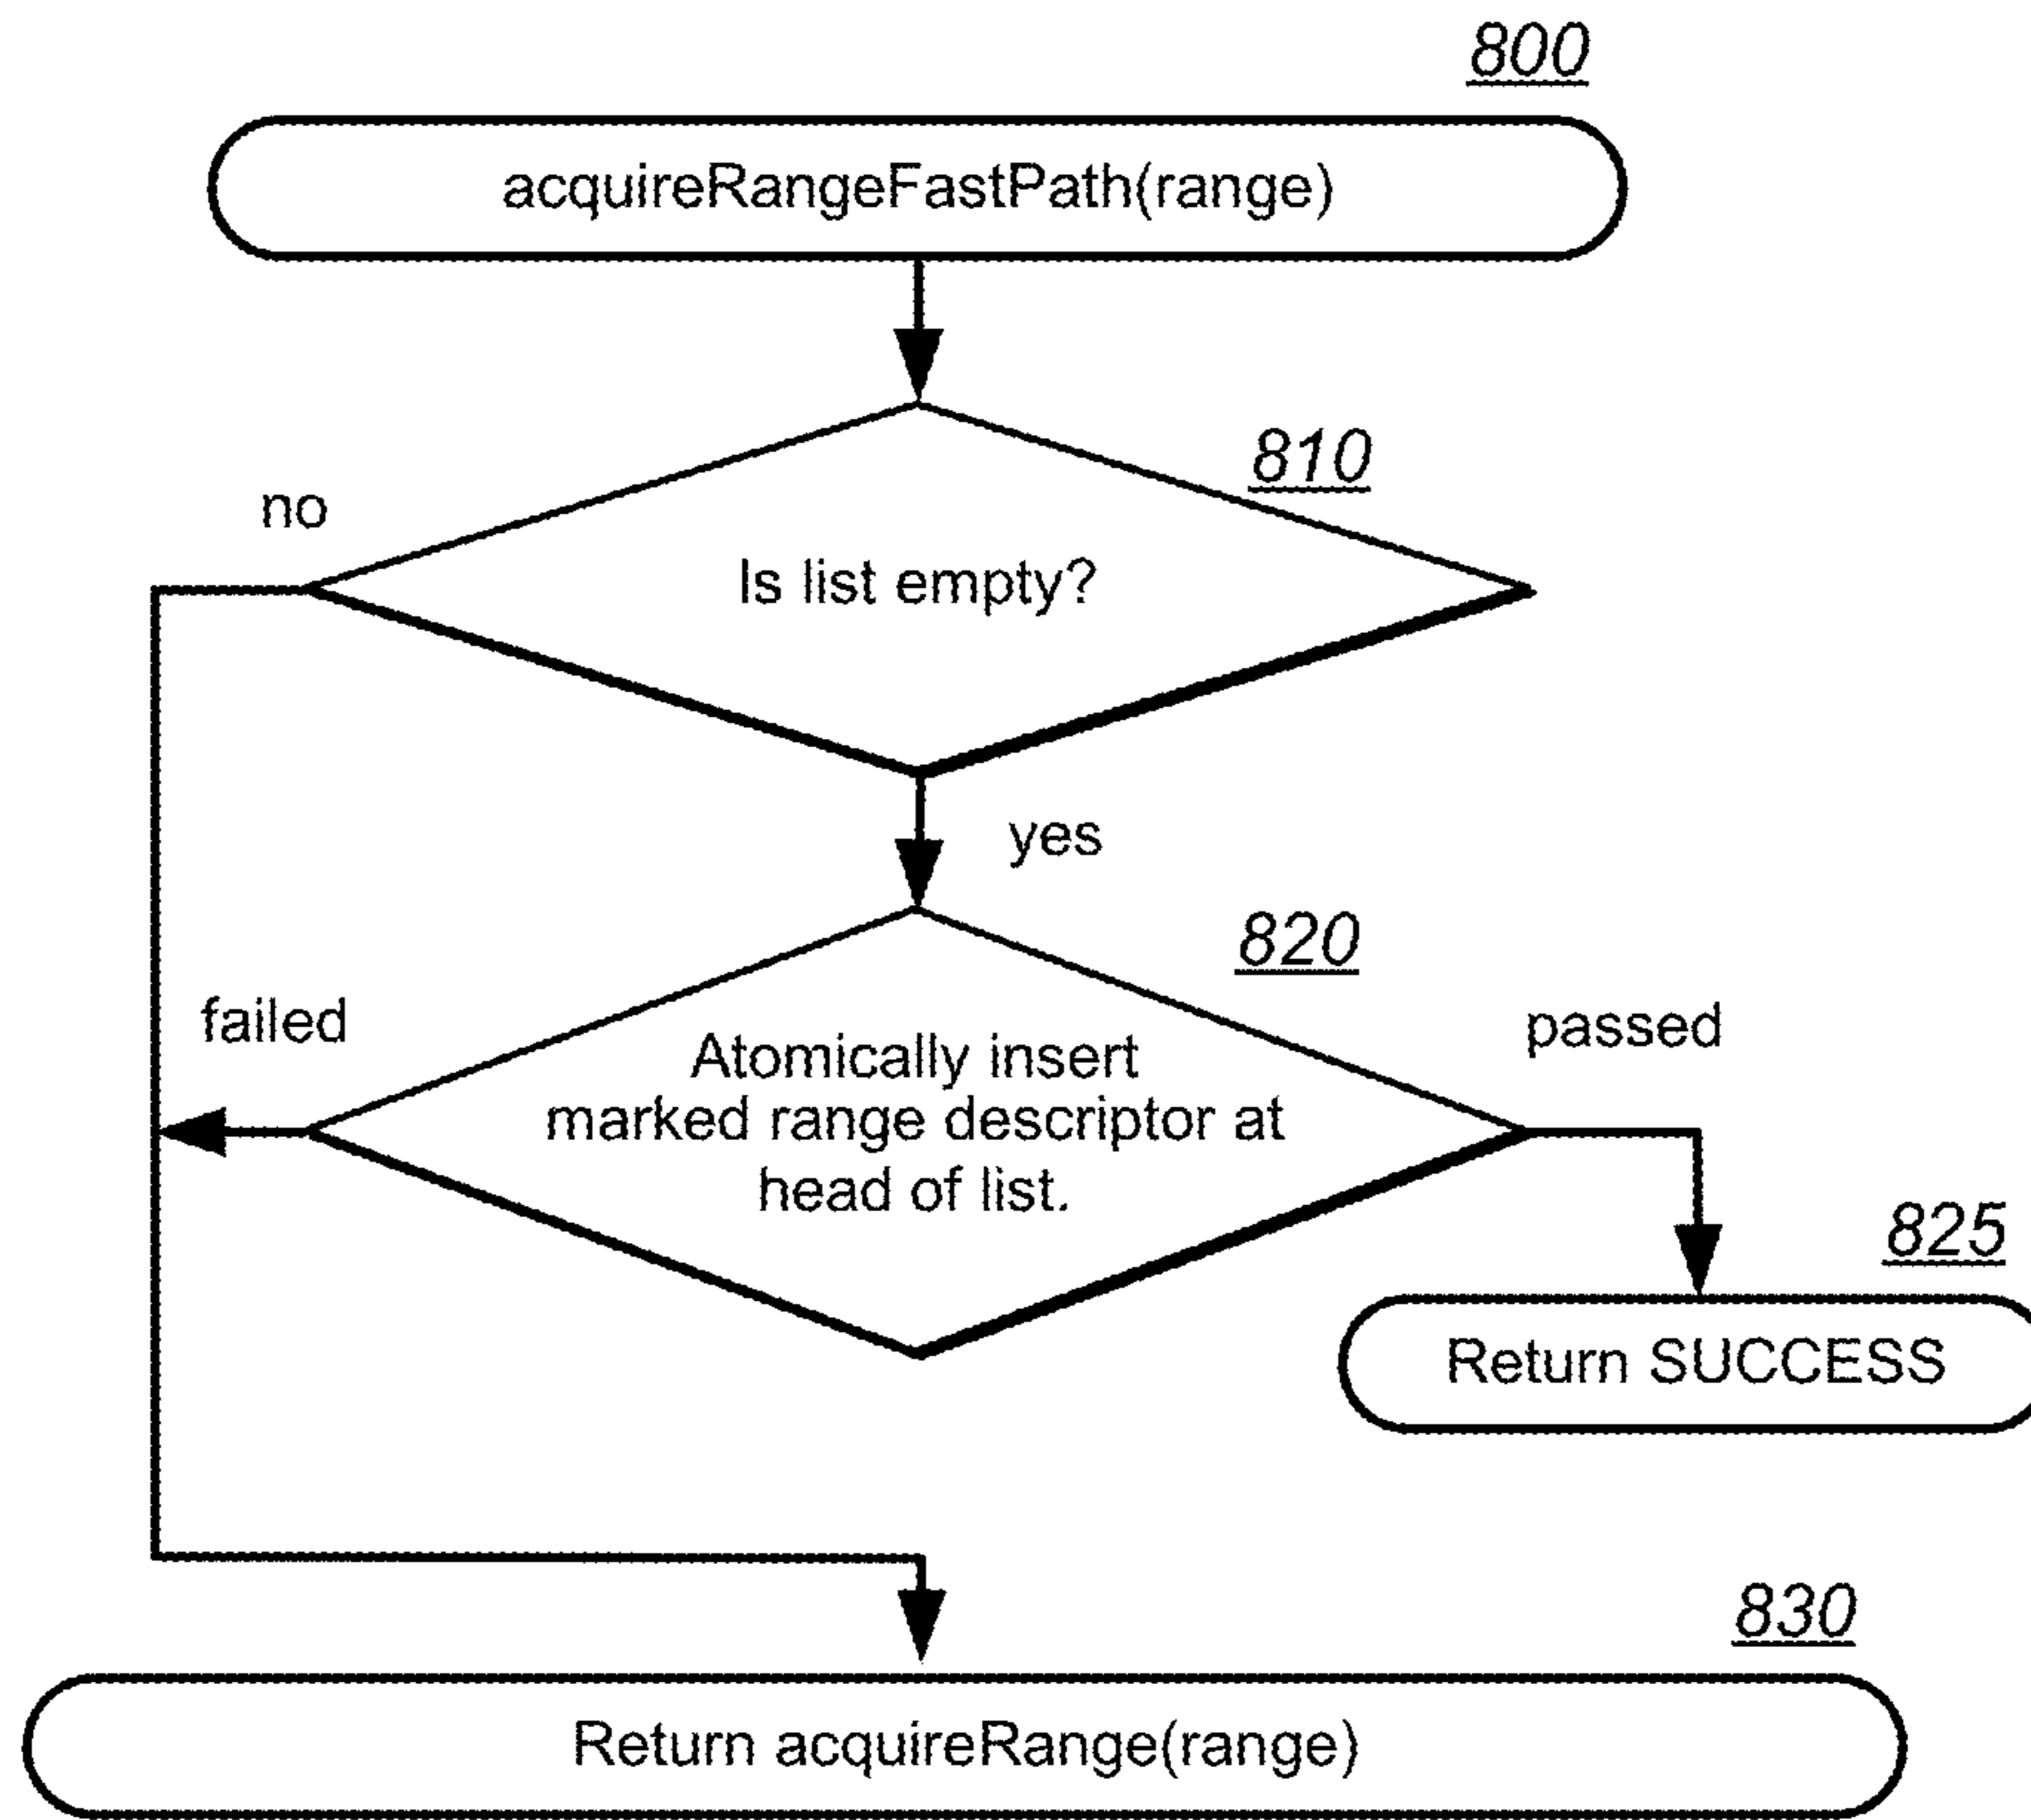 800
acquireRangeFastPath(range)
810
no
Is list empty?
yes
820
failed
passed
Atomically insert
marked range descriptor at
head of list.
825
Return SUCCESS
830
Return acquireRange(range)